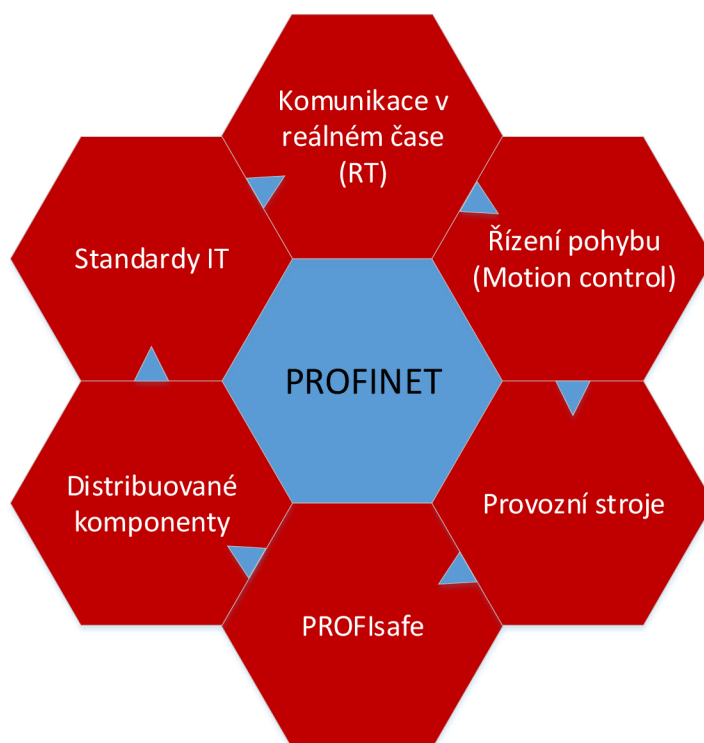 Komunikace v
reálném čase
(RT)
Řízení pohybu
(Motion control)
Standardy IT
PROFINET
Distribuované
komponenty
Provozní stroje
PROFIsafe